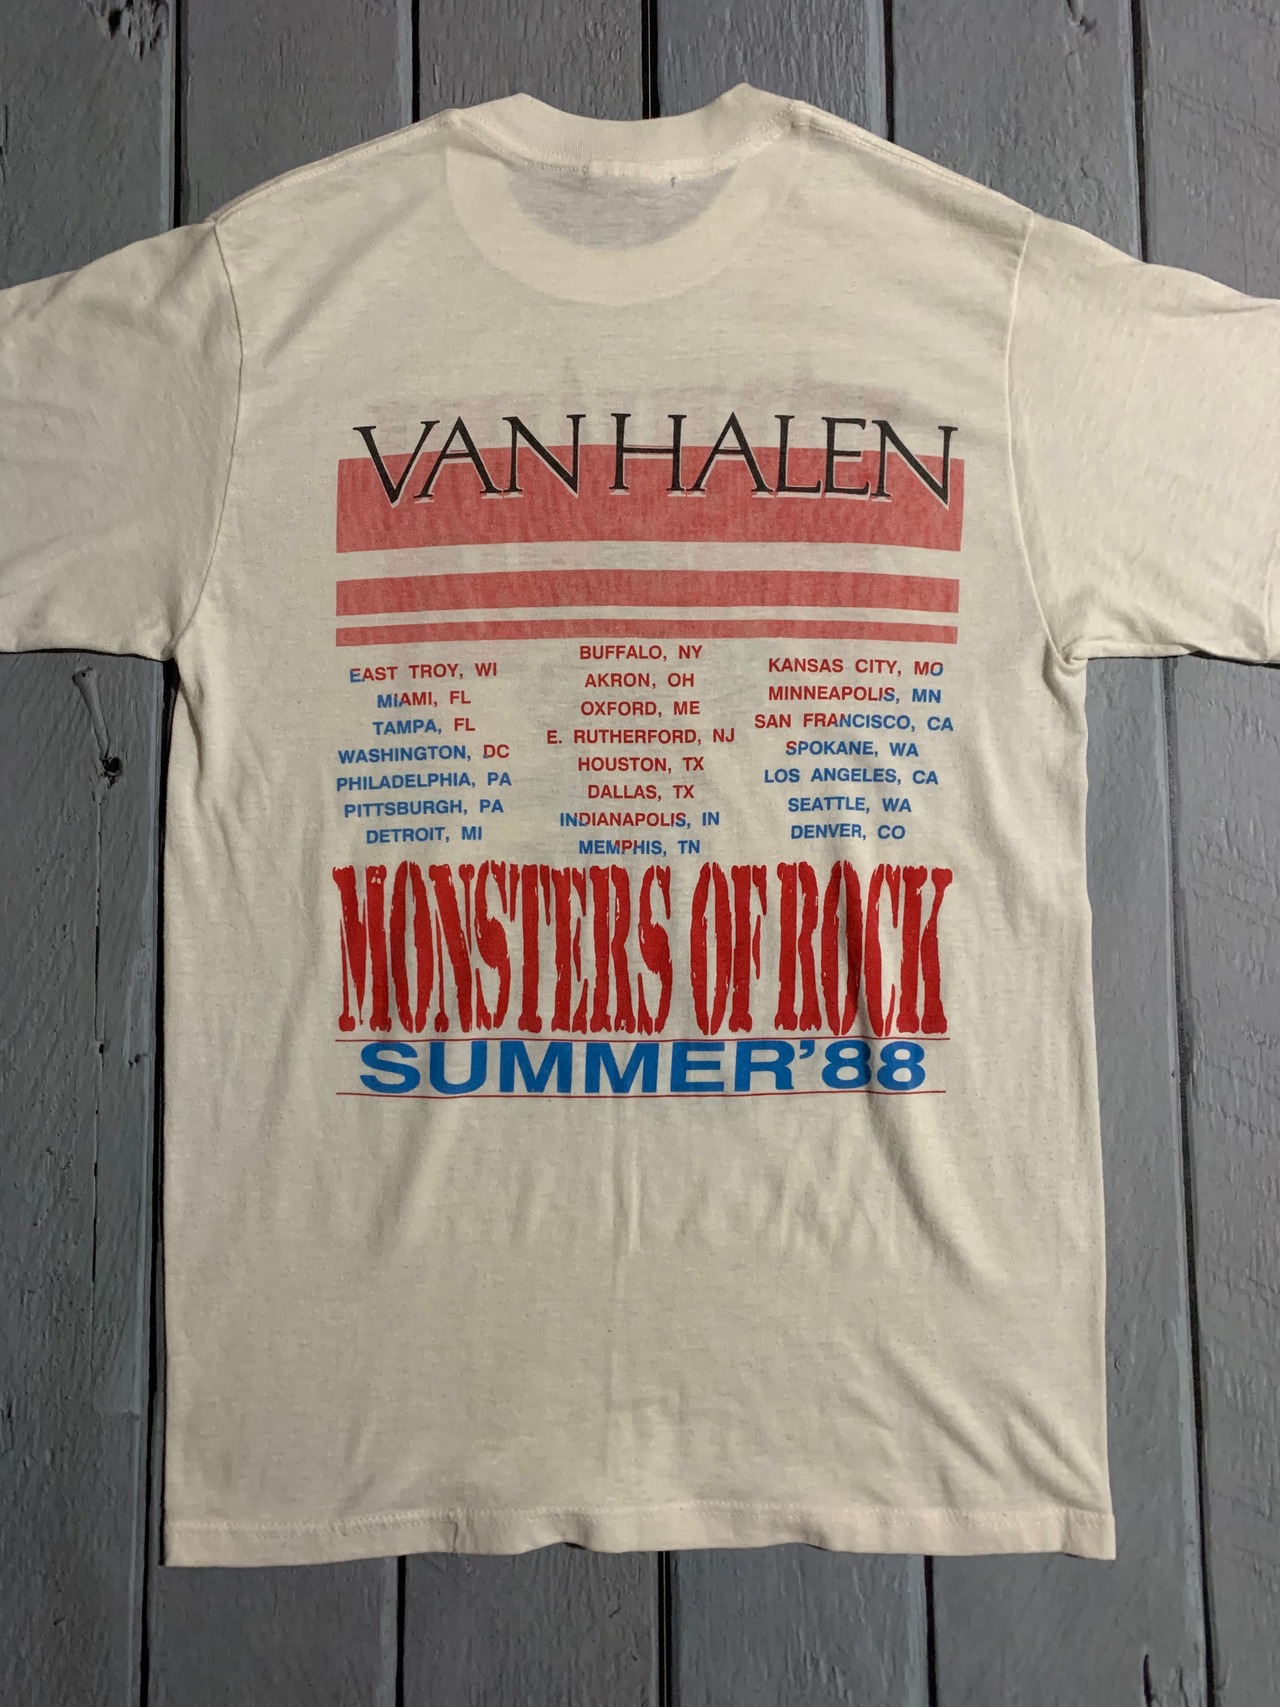 VAN HALEN
EAST TROY, WI
MIAMI, FL
TAMPA, FL
WASHINGTON, DC
PHILADELPHIA, PA
PITTSBURGH, PA
DETROIT, MI
BUFFALO, NY
AKRON, OH
OXFORD, ME
E. RUTHERFORD, NJ
HOUSTON, TX
DALLAS, TX
INDIANAPOLIS, IN
MEMPHIS, TN
KANSAS CITY, MO
MINNEAPOLIS, MN
SAN FRANCISCO, CA
SPOKANE, WA
LOS ANGELES, CA
SEATTLE, WA
DENVER, CO
MONSTERS OF ROCK
SUMMER'88